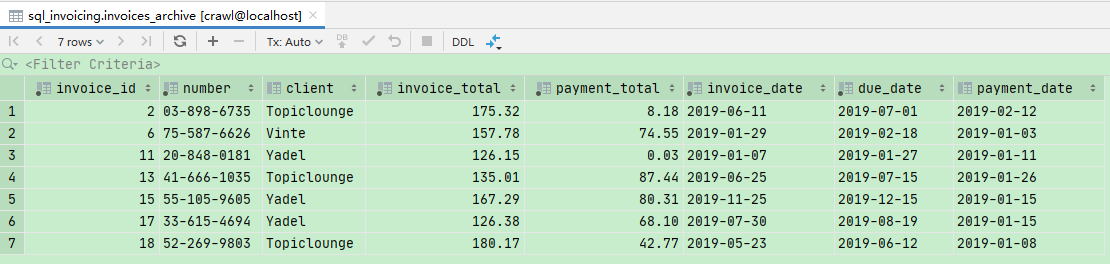 sql_invoicing.invoices_archive [crawl@localhost]
7 rows Tx: Auto DB DDL
<Filter Criteria>
invoice_id number client invoice_total payment_total invoice_date due_date payment_date
1 2 03-898-6735 Topiclounge 175.32 8.18 2019-06-11 2019-07-01 2019-02-12
2 6 75-587-6626 Vinte 157.78 74.55 2019-01-29 2019-02-18 2019-01-03
3 11 20-848-0181 Yadel 126.15 0.03 2019-01-07 2019-01-27 2019-01-11
4 13 41-666-1035 Topiclounge 135.01 87.44 2019-06-25 2019-07-15 2019-01-26
5 15 55-105-9605 Yadel 167.29 80.31 2019-11-25 2019-12-15 2019-01-15
6 17 33-615-4694 Yadel 126.38 68.10 2019-07-30 2019-08-19 2019-01-15
7 18 52-269-9803 Topiclounge 180.17 42.77 2019-05-23 2019-06-12 2019-01-08